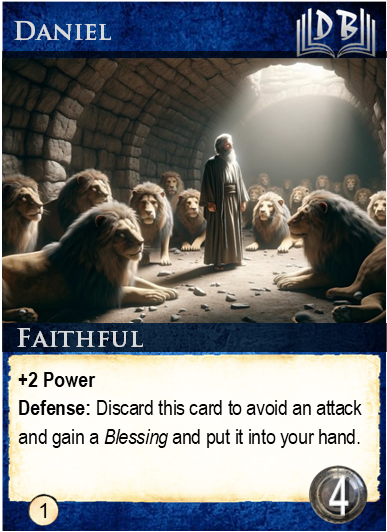 Daniel
DB
Faithful
+2 Power
Defense: Discard this card to avoid an attack
and gain a Blessing and put it into your hand.
1
4